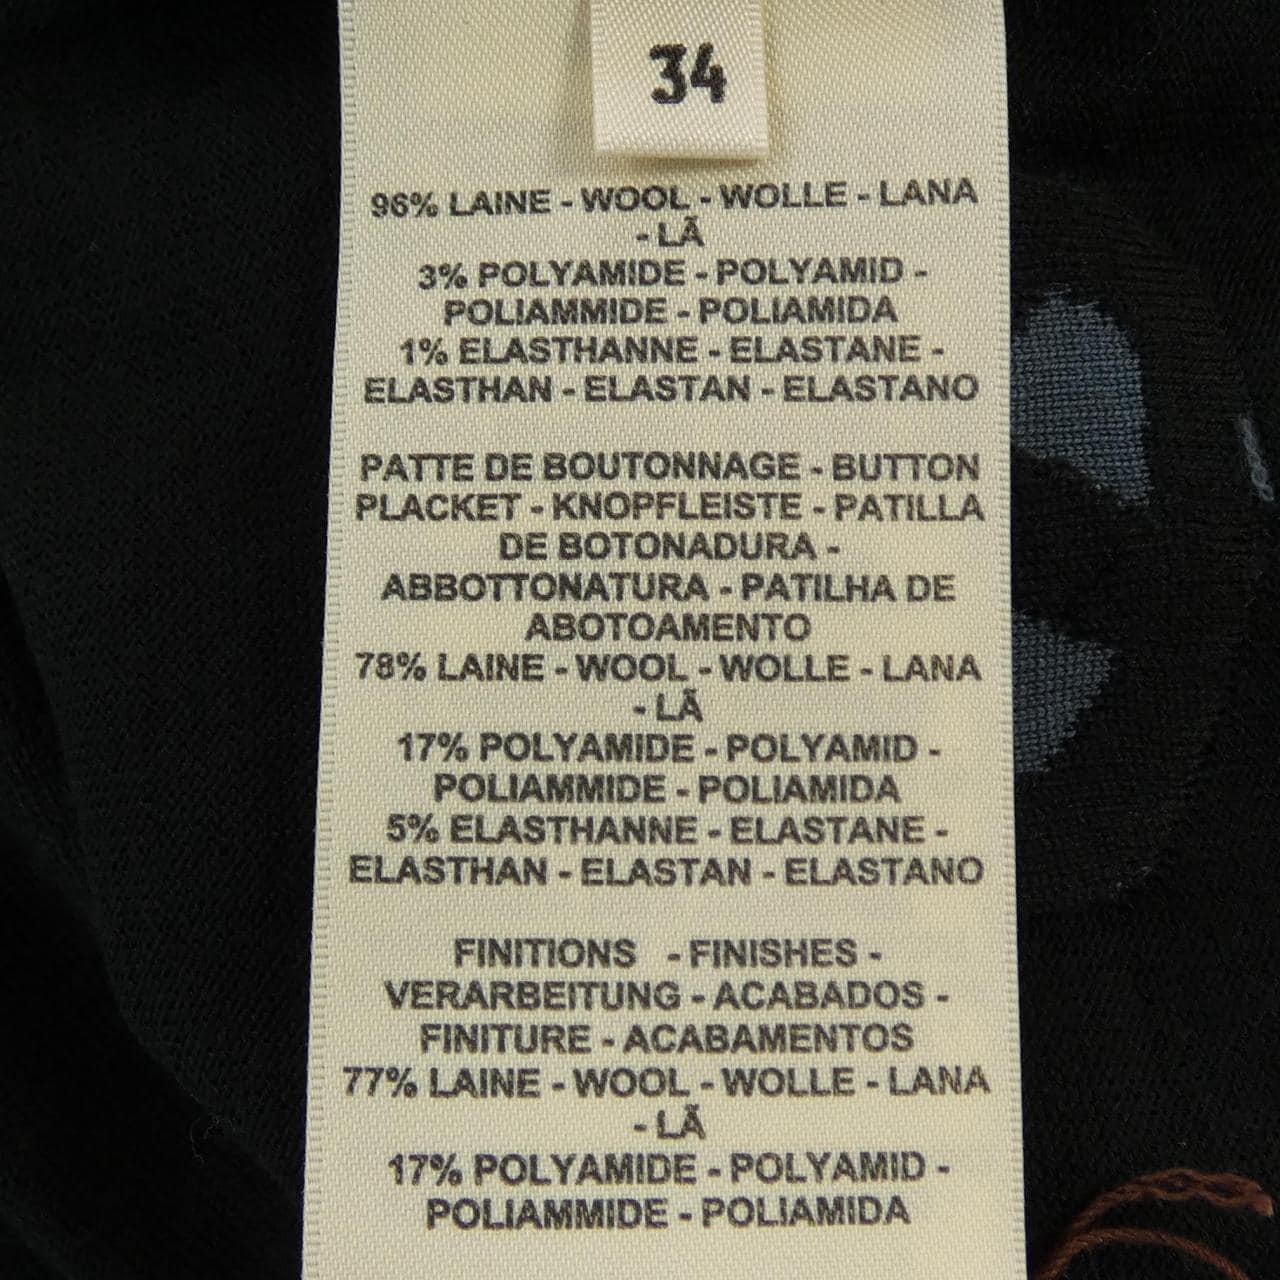 34
96% LAINE - WOOL - WOLLE - LANA
- LÃ
3% POLYAMIDE - POLYAMID -
POLIAMMIDE - POLIAMIDA
1% ELASTHANNE - ELASTANE -
ELASTHAN - ELASTAN - ELASTANO
PATTE DE BOUTONNAGE - BUTTON
PLACKET - KNOPFLEISTE - PATILLA
DE BOTONADURA -
ABBOTTONATURA - PATILHA DE
ABOTOAMENTO
78% LAINE - WOOL - WOLLE - LANA
- LÃ
17% POLYAMIDE - POLYAMID -
POLIAMMIDE - POLIAMIDA
5% ELASTHANNE - ELASTANE -
ELASTHAN - ELASTAN - ELASTANO
FINITIONS - FINISHES -
VERARBEITUNG - ACABADOS -
FINITURE - ACABAMENTOS
77% LAINE - WOOL - WOLLE - LANA
- LÃ
17% POLYAMIDE - POLYAMID -
POLIAMMIDE - POLIAMIDA